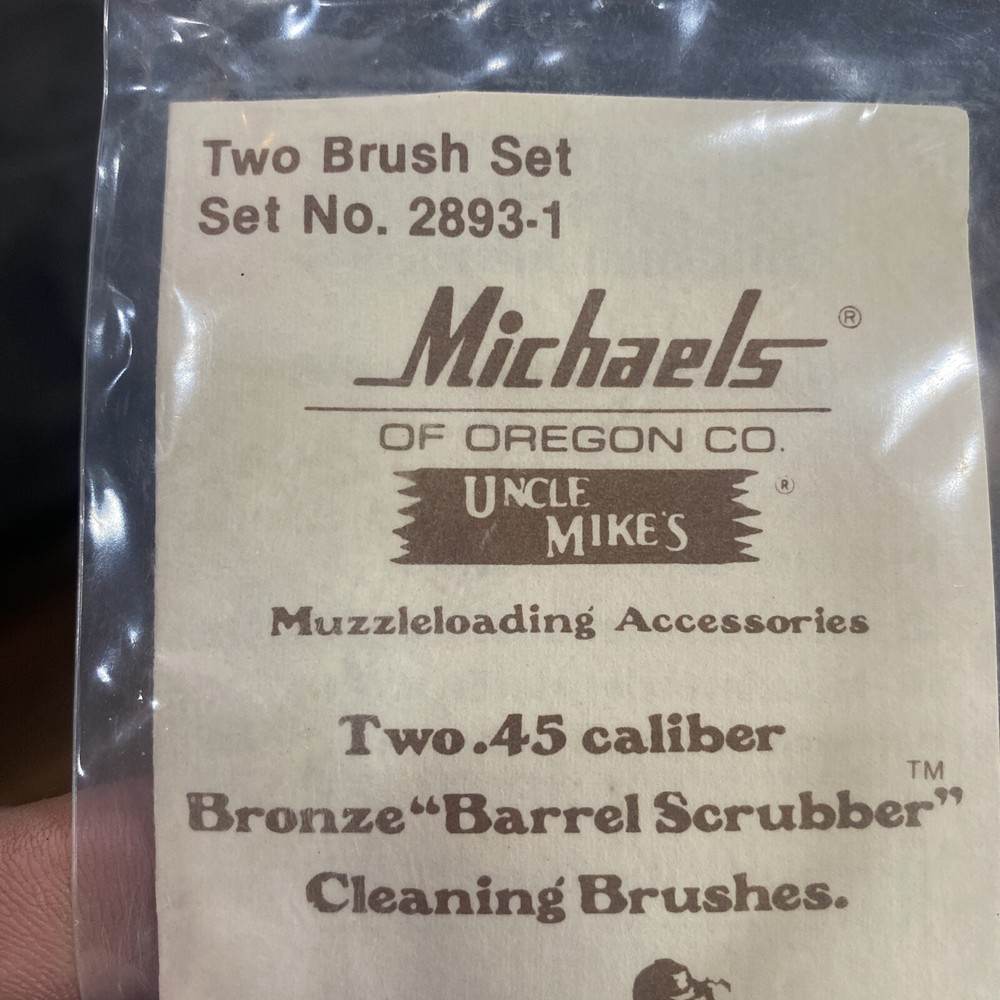 Two Brush Set
Set No. 2893-1
Michaels ®
OF OREGON CO.
UNCLE ®
MIKE'S
Muzzleloading Accessories
Two .45 caliber
Bronze "Barrel Scrubber" ™
Cleaning Brushes.